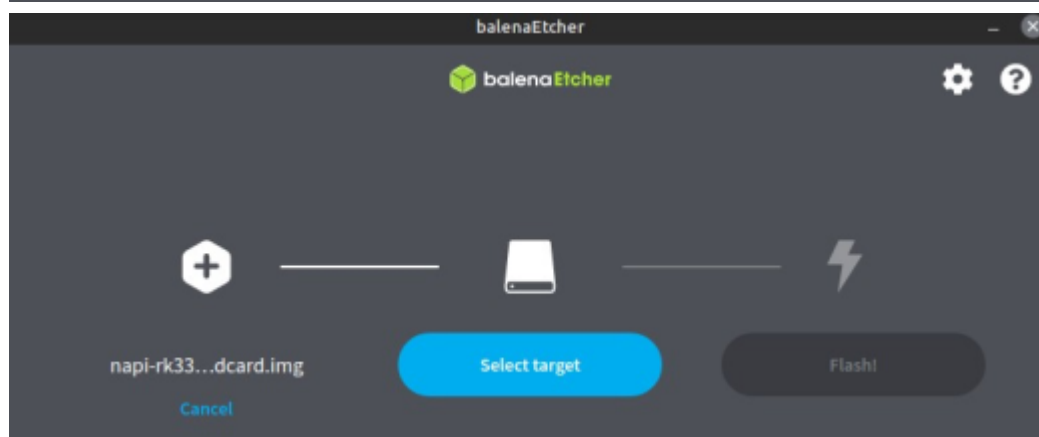 balenaEtcher
balenaEtcher
napi-rk33...dcard.img
Select target
Flash!
Cancel